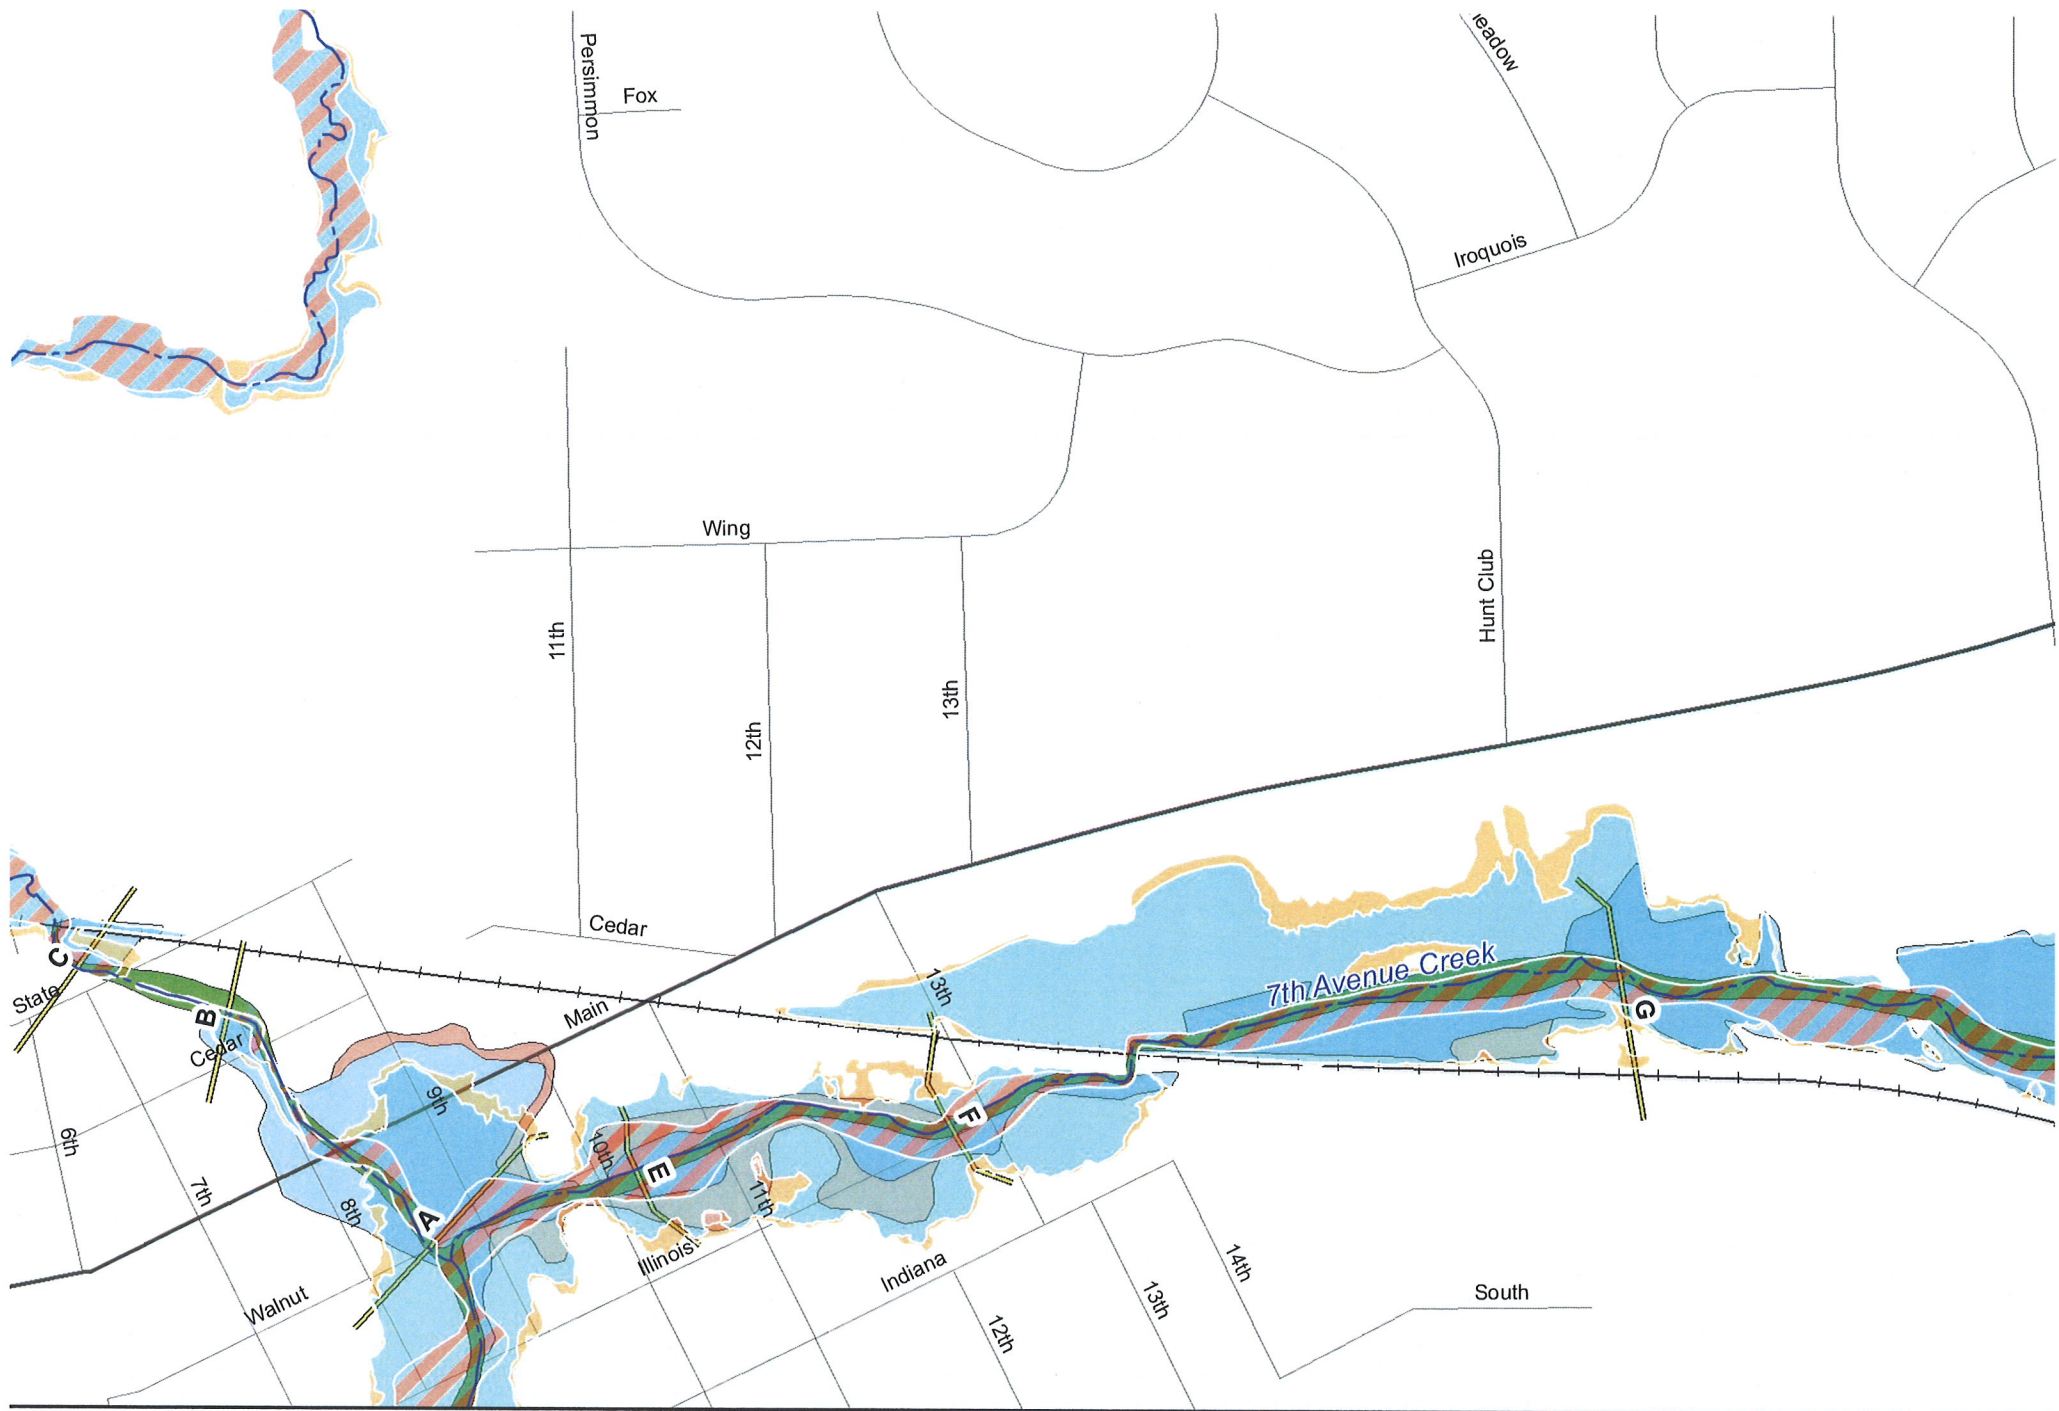 Persimmon
Fox
Iroquois
Wing
Hunt Club
11th
12th
13th
Cedar
Main
13th
7th Avenue Creek
C
State
B
Cedar
G
9th
6th
F
10th
E
7th
8th
A
11th
Illinois
Walnut
Indiana
14th
South
13th
12th